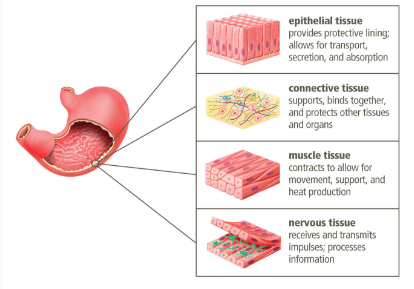 epithelial tissue
provides protective lining;
allows for transport,
secretion, and absorption
connective tissue
supports, binds together,
and protects other tissues
and organs
muscle tissue
contracts to allow for
movement, support, and
heat production
nervous tissue
receives and transmits
impulses; processes
information